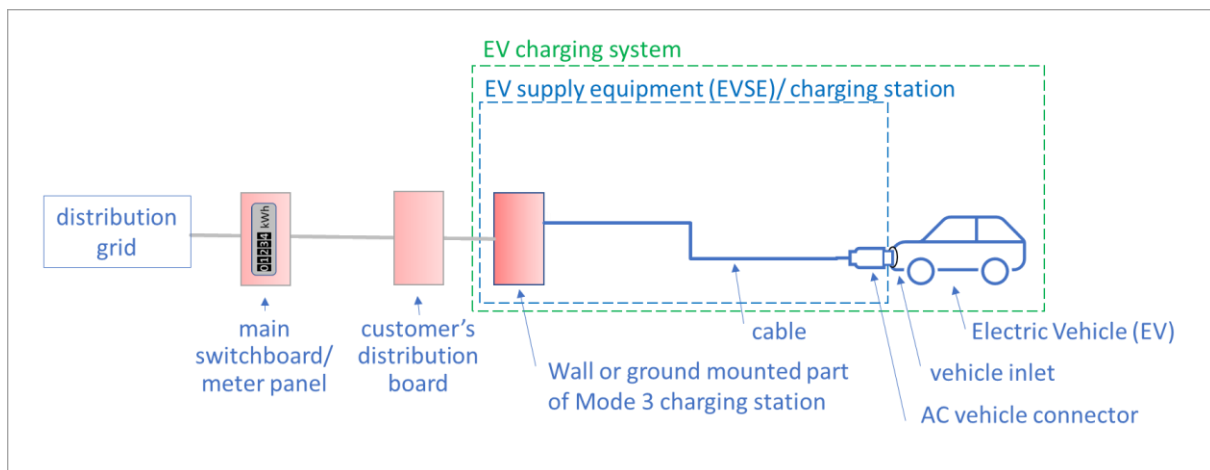 EV charging system
EV supply equipment (EVSE)/ charging station
distribution
grid
01234 kWh
main
switchboard/
meter panel
customer's
distribution
board
Wall or ground mounted part
of Mode 3 charging station
cable
Electric Vehicle (EV)
vehicle inlet
AC vehicle connector